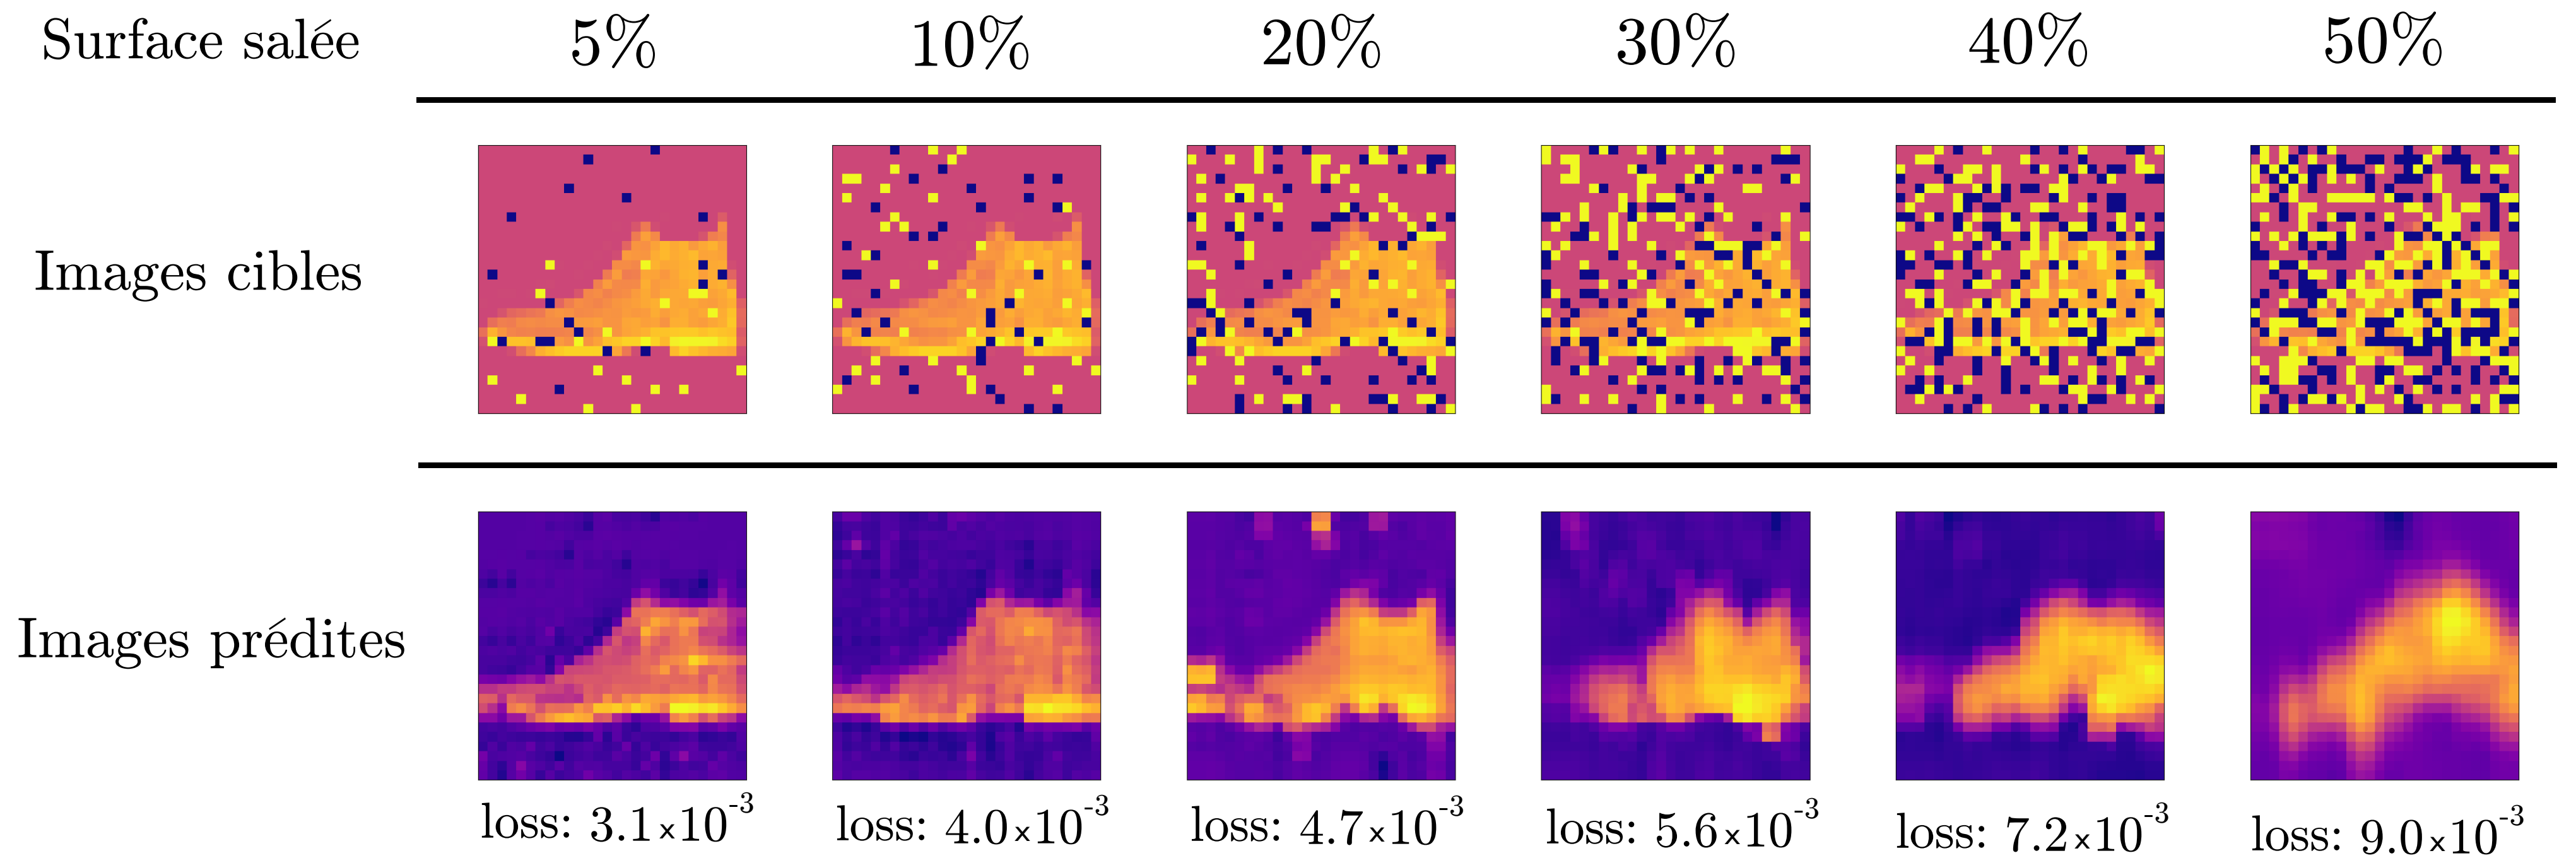 Surface salée 5% 10% 20% 30% 40% 50%
Images cibles
Images prédites
loss: 3.1×10⁻³ loss: 4.0×10⁻³ loss: 4.7×10⁻³ loss: 5.6×10⁻³ loss: 7.2×10⁻³ loss: 9.0×10⁻³